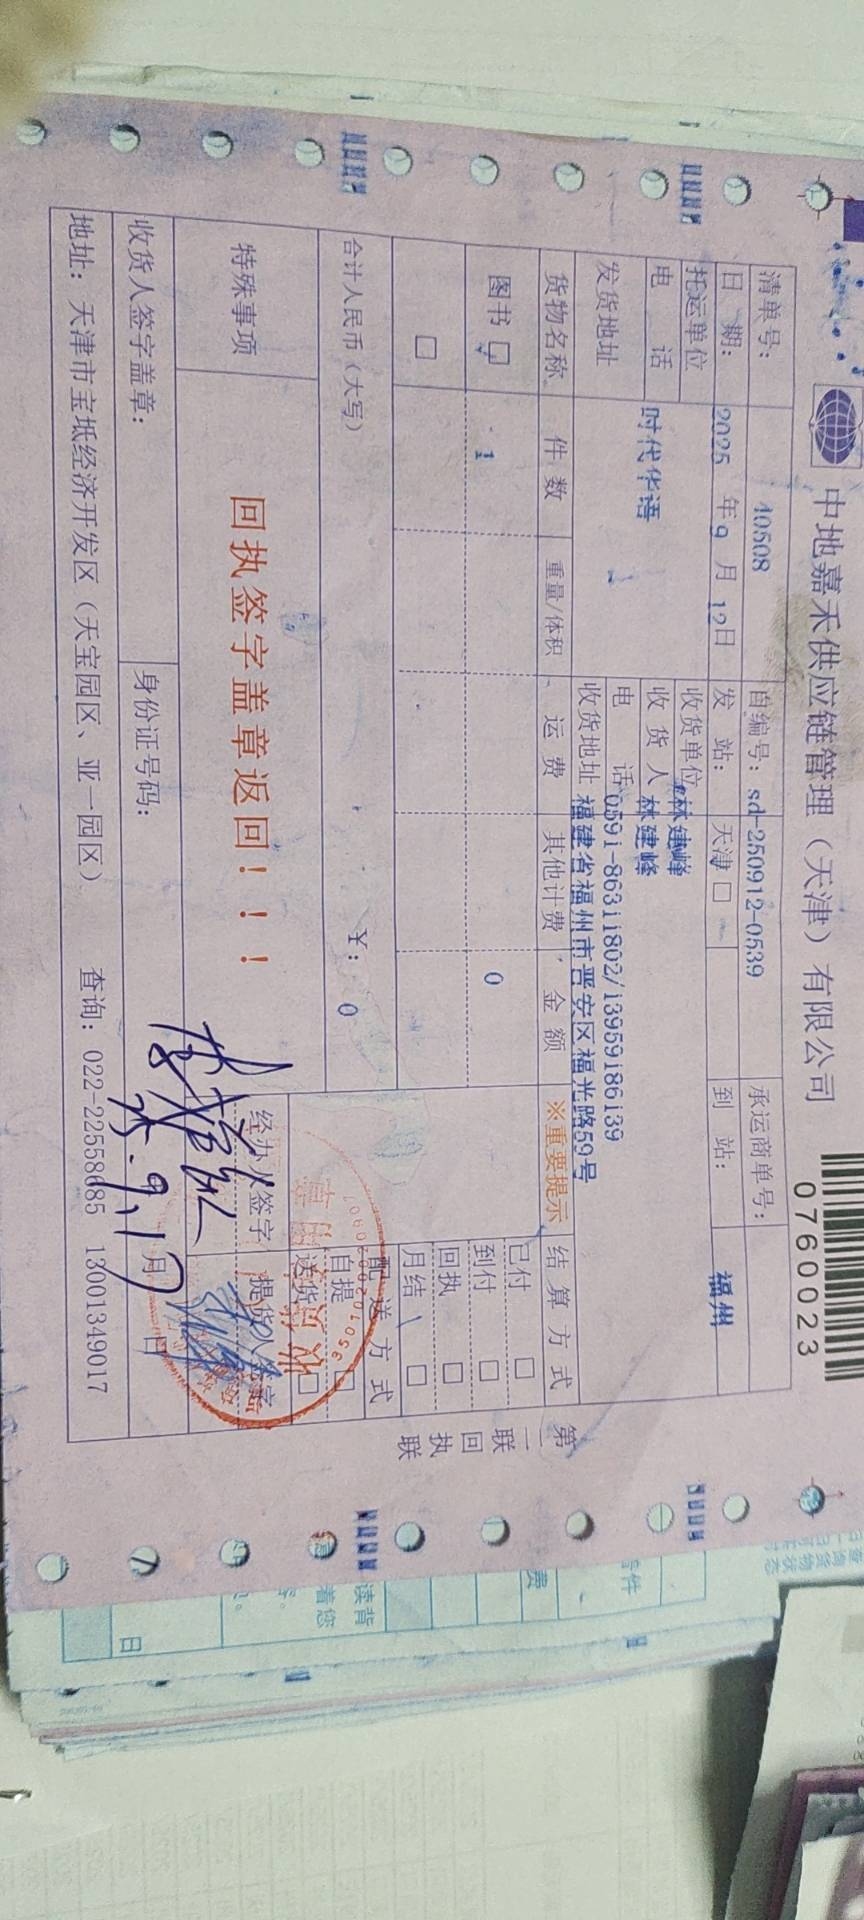 中地嘉禾供应链管理（天津）有限公司
0760023
清单号： 40508 自编号：sd-250912-0539 承运商单号：
日 期： 2025 年 9 月 12日 发 站： 天津 □ 到 站： 福州
托运单位 收货单位 林建峰
时代华语 收 货 人 林建峰
电 话 电 话 0591-86311802/13959186139
发货地址 收货地址 福建省福州市晋安区福光路59号
货物名称 件 数 重量/体积 运 费 其他计费 金 额 ※重要提示 结 算 方 式
图书 □ 1 0 已付 □
到付 □
□ 回执 □
月结 □
合计人民币（大写） ￥： 0 配 送 方 式
自提 □
送货 □
特殊事项 回执签字盖章返回！！！ 经办人签字 提货人签字
收货人签字盖章： 身份证号码： 25.9.17 月 日
地址：天津市宝坻经济开发区（天宝园区、亚一园区） 查询：022-22558685 13001349017
第二联 回执联
读背
着您
费
日